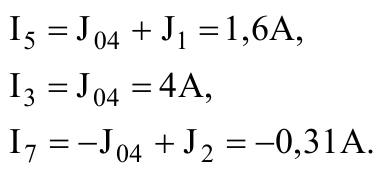 I₅ = J₀₄ + J₁ = 1,6A,
I₃ = J₀₄ = 4A,
I₇ = −J₀₄ + J₂ = −0,31A.